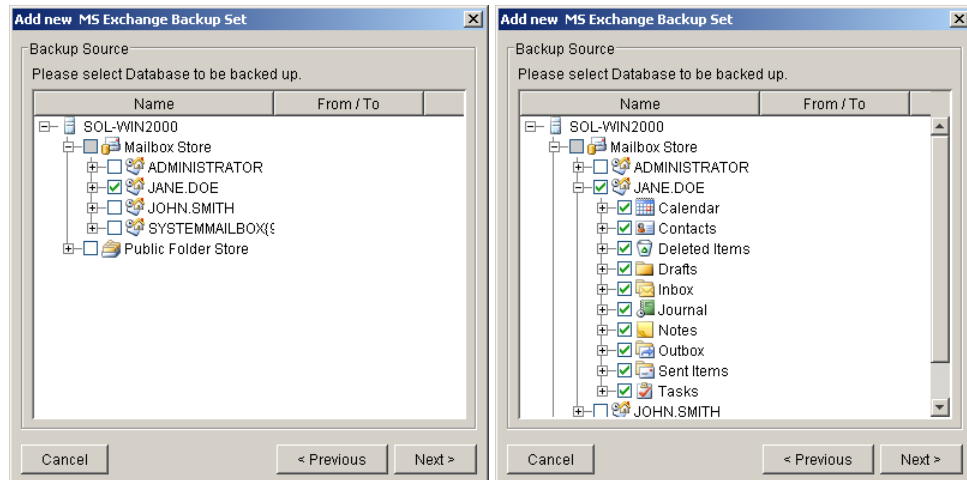 Add new MS Exchange Backup Set
Backup Source
Please select Database to be backed up.
Name From / To
SOL-WIN2000
Mailbox Store
ADMINISTRATOR
JANE.DOE
JOHN.SMITH
SYSTEMMAILBOX{9
Public Folder Store
Cancel < Previous Next >
Add new MS Exchange Backup Set
Backup Source
Please select Database to be backed up.
Name From / To
SOL-WIN2000
Mailbox Store
ADMINISTRATOR
JANE.DOE
Calendar
Contacts
Deleted Items
Drafts
Inbox
Journal
Notes
Outbox
Sent Items
Tasks
JOHN.SMITH
Cancel < Previous Next >